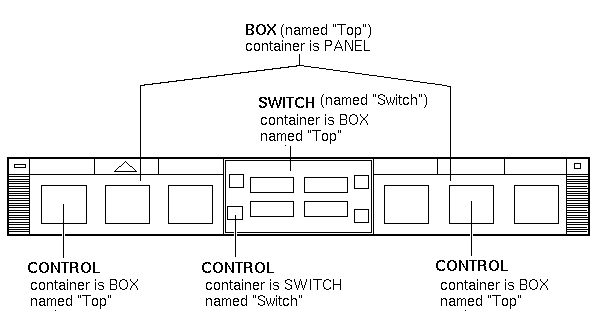 BOX (named "Top")
container is PANEL
SWITCH (named "Switch")
container is BOX
named "Top"
CONTROL
container is BOX
named "Top"
CONTROL
container is SWITCH
named "Switch"
CONTROL
container is BOX
named "Top"